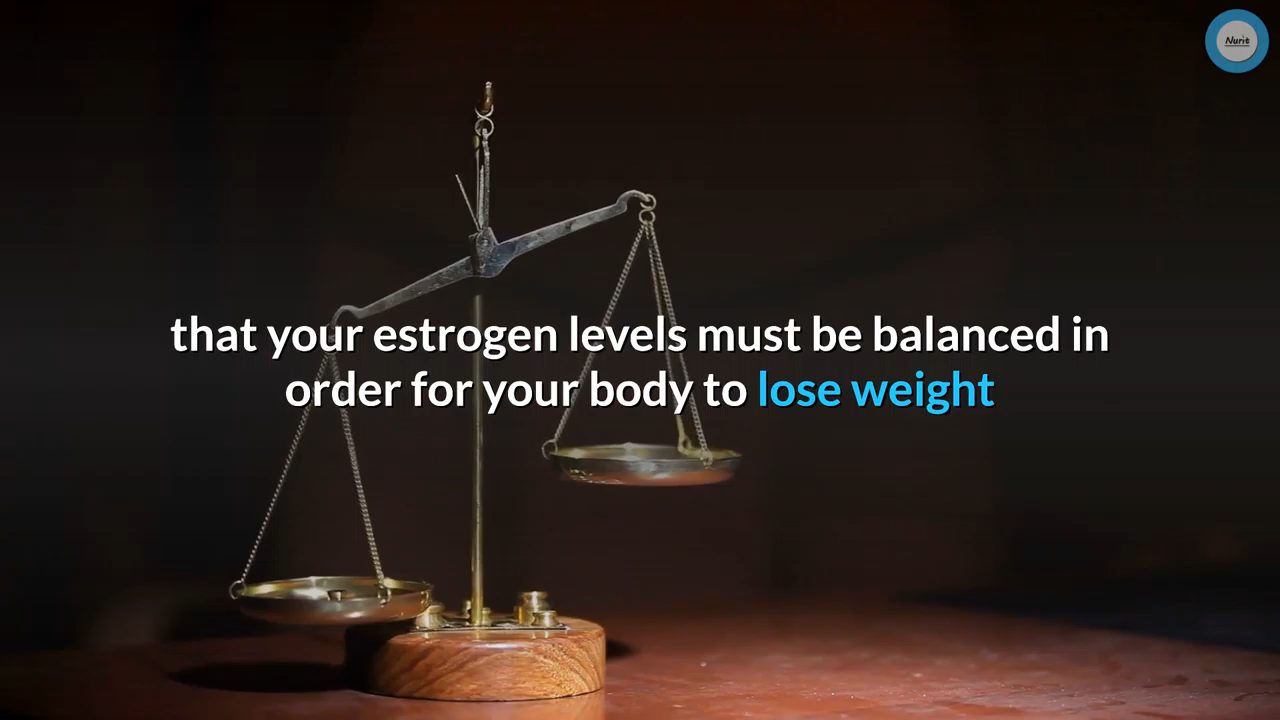 Nurit
that your estrogen levels must be balanced in
order for your body to lose weight